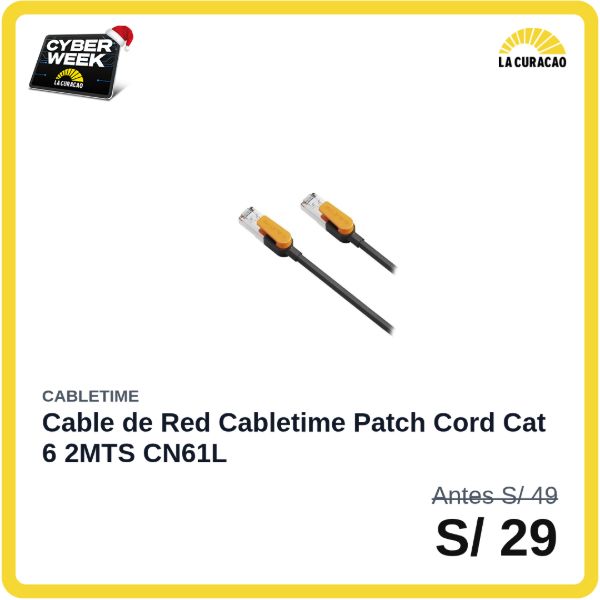 CYBER
WEEK
LA CURACAO
LA CURACAO
CABLETIME
Cable de Red Cabletime Patch Cord Cat
6 2MTS CN61L
Antes S/ 49
S/ 29